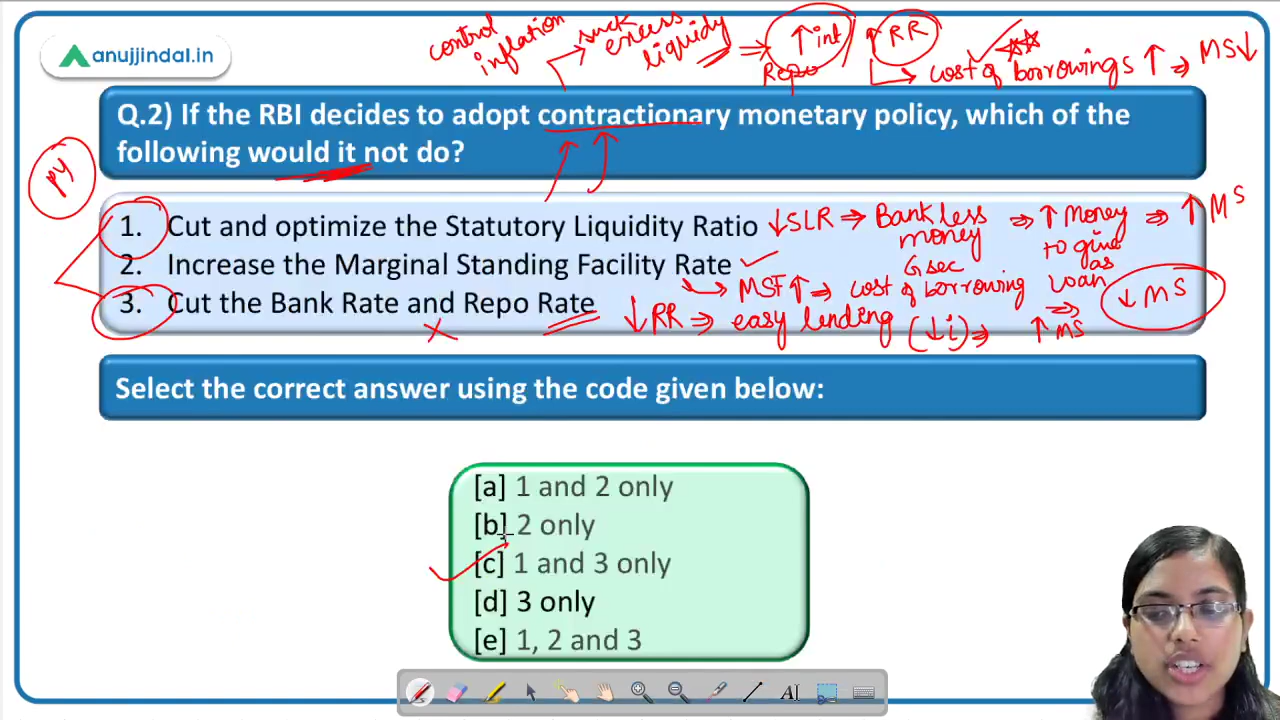 anujjindal.in
control inflation
suck excess liquidy
⇒ ↑ int / ↑ RR
Repo
cost of borrowings ↑ ⇒ MS↓
Q.2) If the RBI decides to adopt contractionary monetary policy, which of the
following would it not do?
PY
1. Cut and optimize the Statutory Liquidity Ratio
↓SLR ⇒ Bank less money Gsec ⇒ ↑ Money to give as loan ⇒ ↑ MS
2. Increase the Marginal Standing Facility Rate
MSF ↑ ⇒ cost of borrowing ⇒ ↓ MS
3. Cut the Bank Rate and Repo Rate
↓ RR ⇒ easy lending (↓i) ⇒ ↑ MS
Select the correct answer using the code given below:
[a] 1 and 2 only
[b] 2 only
[c] 1 and 3 only
[d] 3 only
[e] 1, 2 and 3